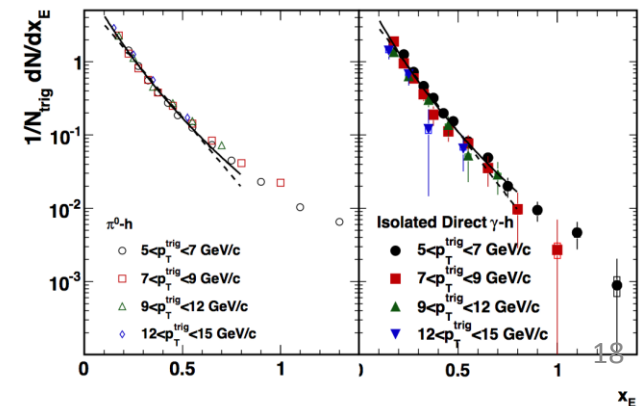 1/N_trig dN/dx_E
1
10^-1
10^-2
10^-3
π⁰-h
5<p_T^trig<7 GeV/c
7<p_T^trig<9 GeV/c
9<p_T^trig<12 GeV/c
12<p_T^trig<15 GeV/c
Isolated Direct γ-h
5<p_T^trig<7 GeV/c
7<p_T^trig<9 GeV/c
9<p_T^trig<12 GeV/c
12<p_T^trig<15 GeV/c
18
0 0.5 1
0.5 1
x_E